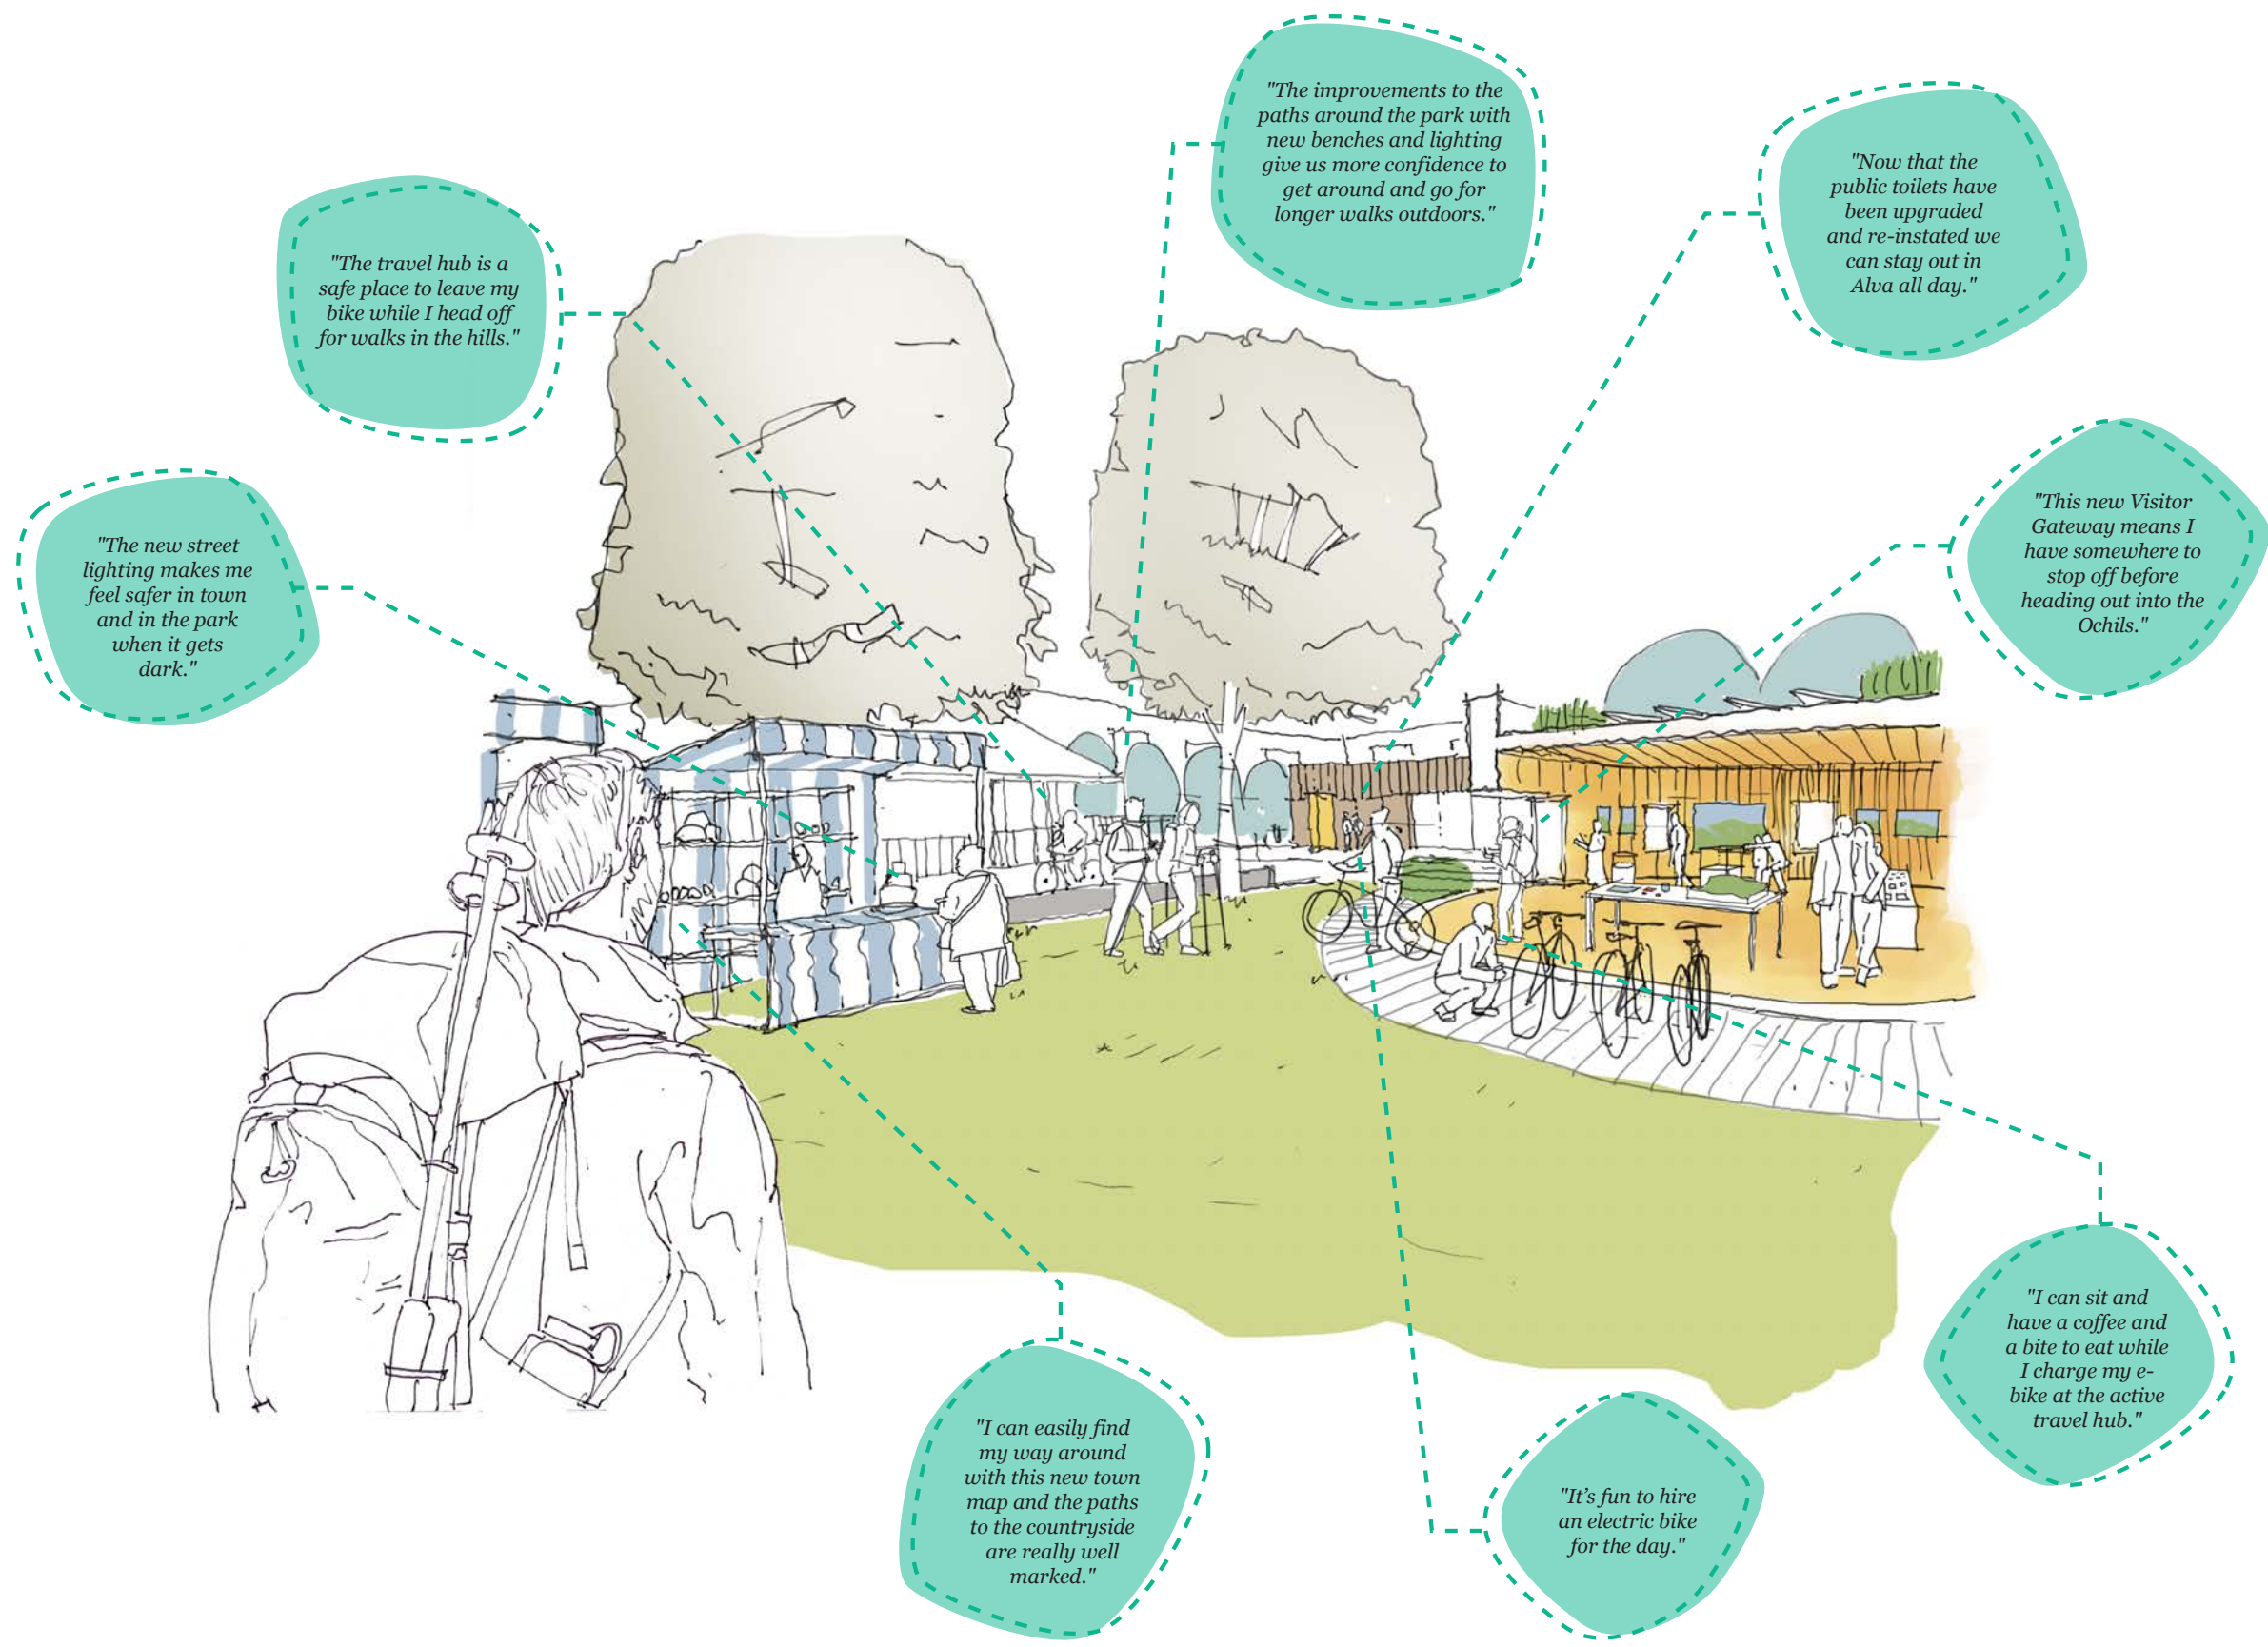 "The improvements to the
paths around the park with
new benches and lighting
give us more confidence to
get around and go for
longer walks outdoors."
"Now that the
public toilets have
been upgraded
and re-instated we
can stay out in
Alva all day."
"The travel hub is a
safe place to leave my
bike while I head off
for walks in the hills."
"This new Visitor
Gateway means I
have somewhere to
stop off before
heading out into the
Ochils."
"The new street
lighting makes me
feel safer in town
and in the park
when it gets
dark."
"I can sit and
have a coffee and
a bite to eat while
I charge my e-
bike at the active
travel hub."
"I can easily find
my way around
with this new town
map and the paths
to the countryside
are really well
marked."
"It's fun to hire
an electric bike
for the day."